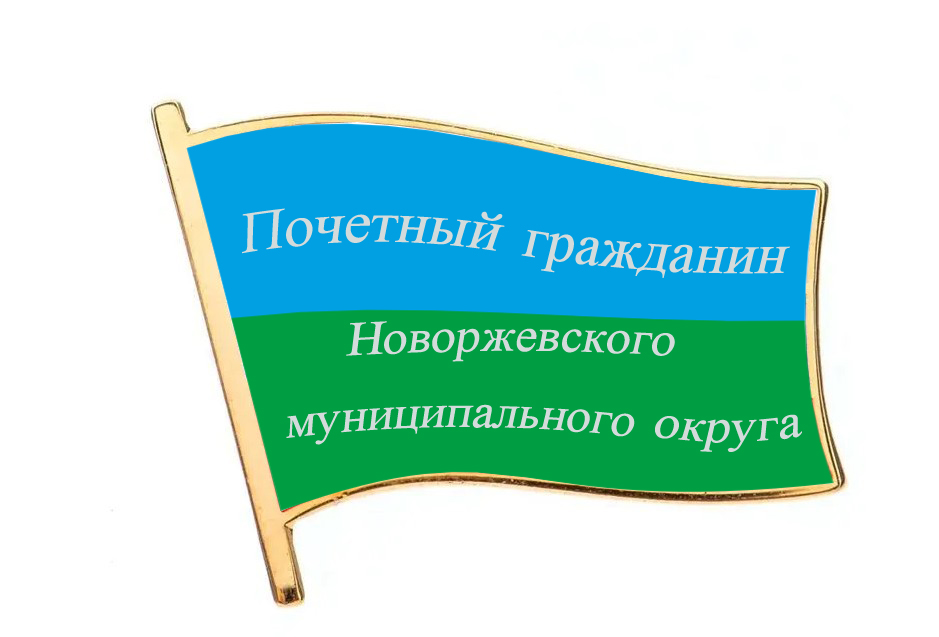 Почетный гражданин
Новоржевского
муниципального округа